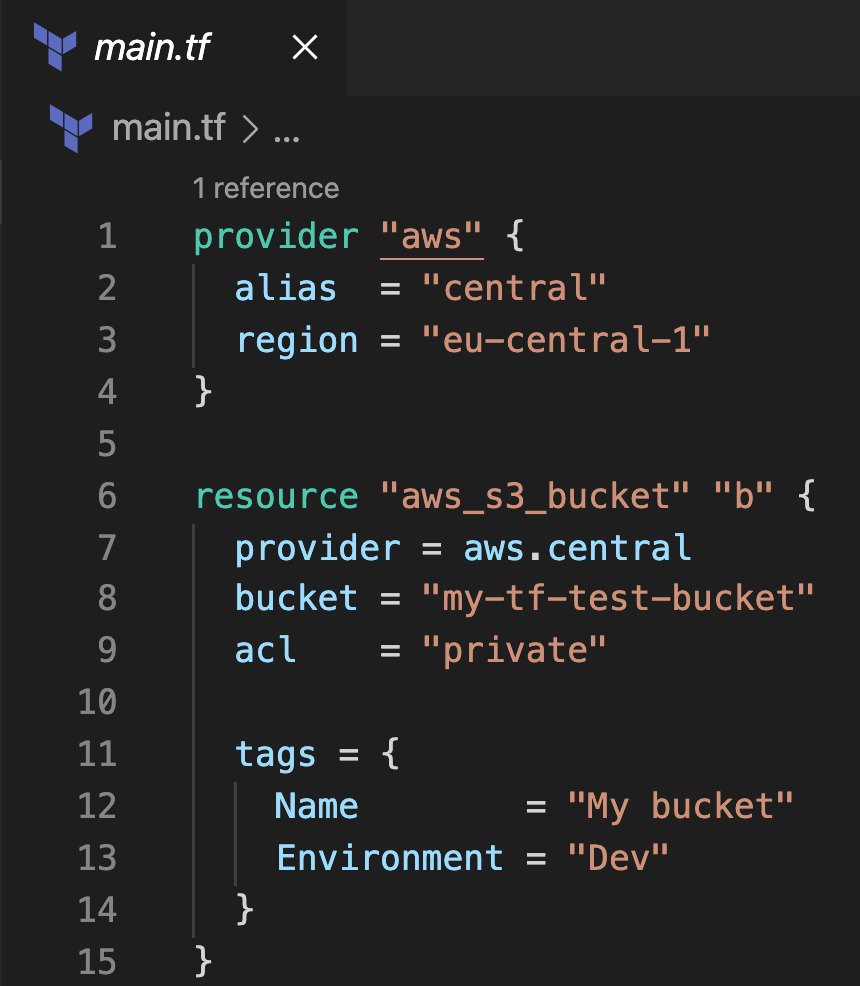 main.tf ×
main.tf > ...
1 reference
1 provider "aws" {
2   alias  = "central"
3   region = "eu-central-1"
4 }
5
6 resource "aws_s3_bucket" "b" {
7   provider = aws.central
8   bucket = "my-tf-test-bucket"
9   acl    = "private"
10
11   tags = {
12     Name        = "My bucket"
13     Environment = "Dev"
14   }
15 }